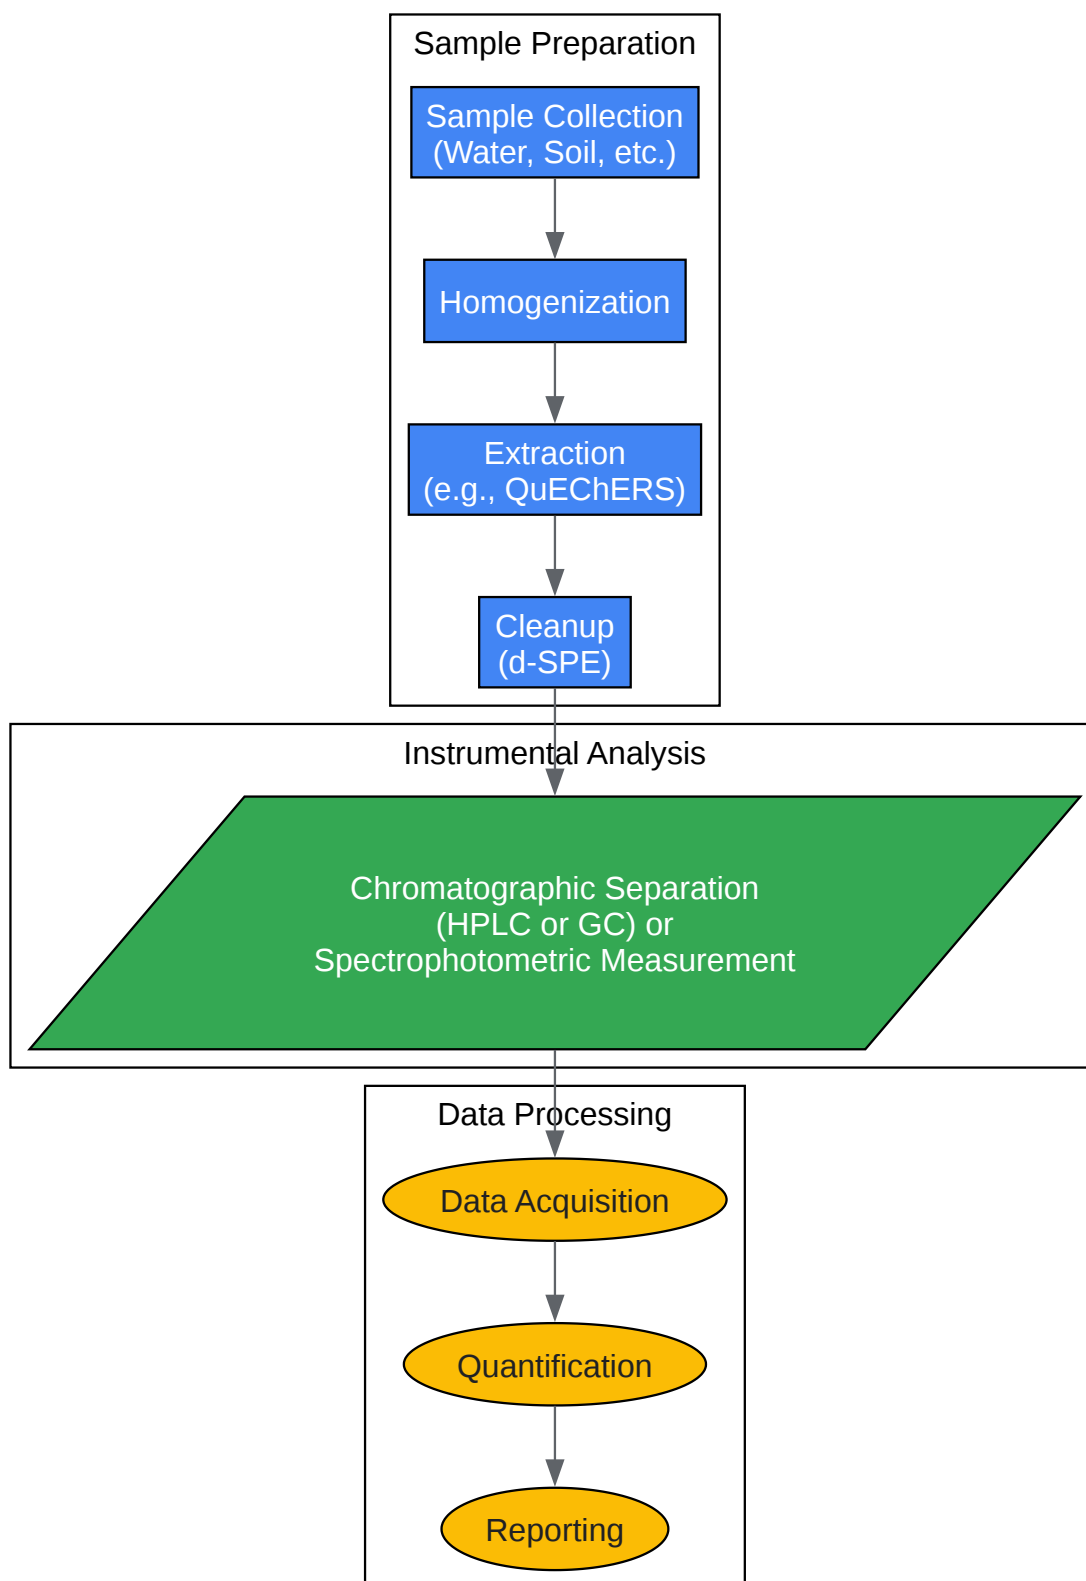 Sample Preparation
Sample Collection
(Water, Soil, etc.)
Homogenization
Extraction
(e.g., QuEChERS)
Cleanup
(d-SPE)
Instrumental Analysis
Chromatographic Separation
(HPLC or GC) or
Spectrophotometric Measurement
Data Processing
Data Acquisition
Quantification
Reporting